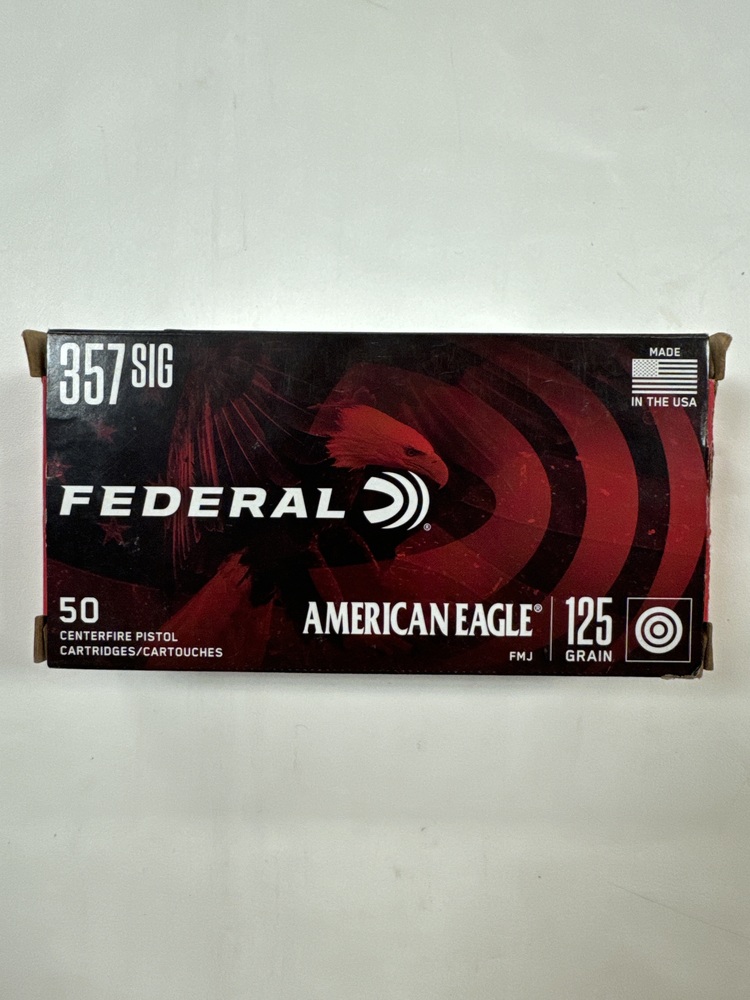 357 SIG
MADE
IN THE USA
FEDERAL®
50
CENTERFIRE PISTOL
CARTRIDGES/CARTOUCHES
AMERICAN EAGLE®
FMJ
125
GRAIN